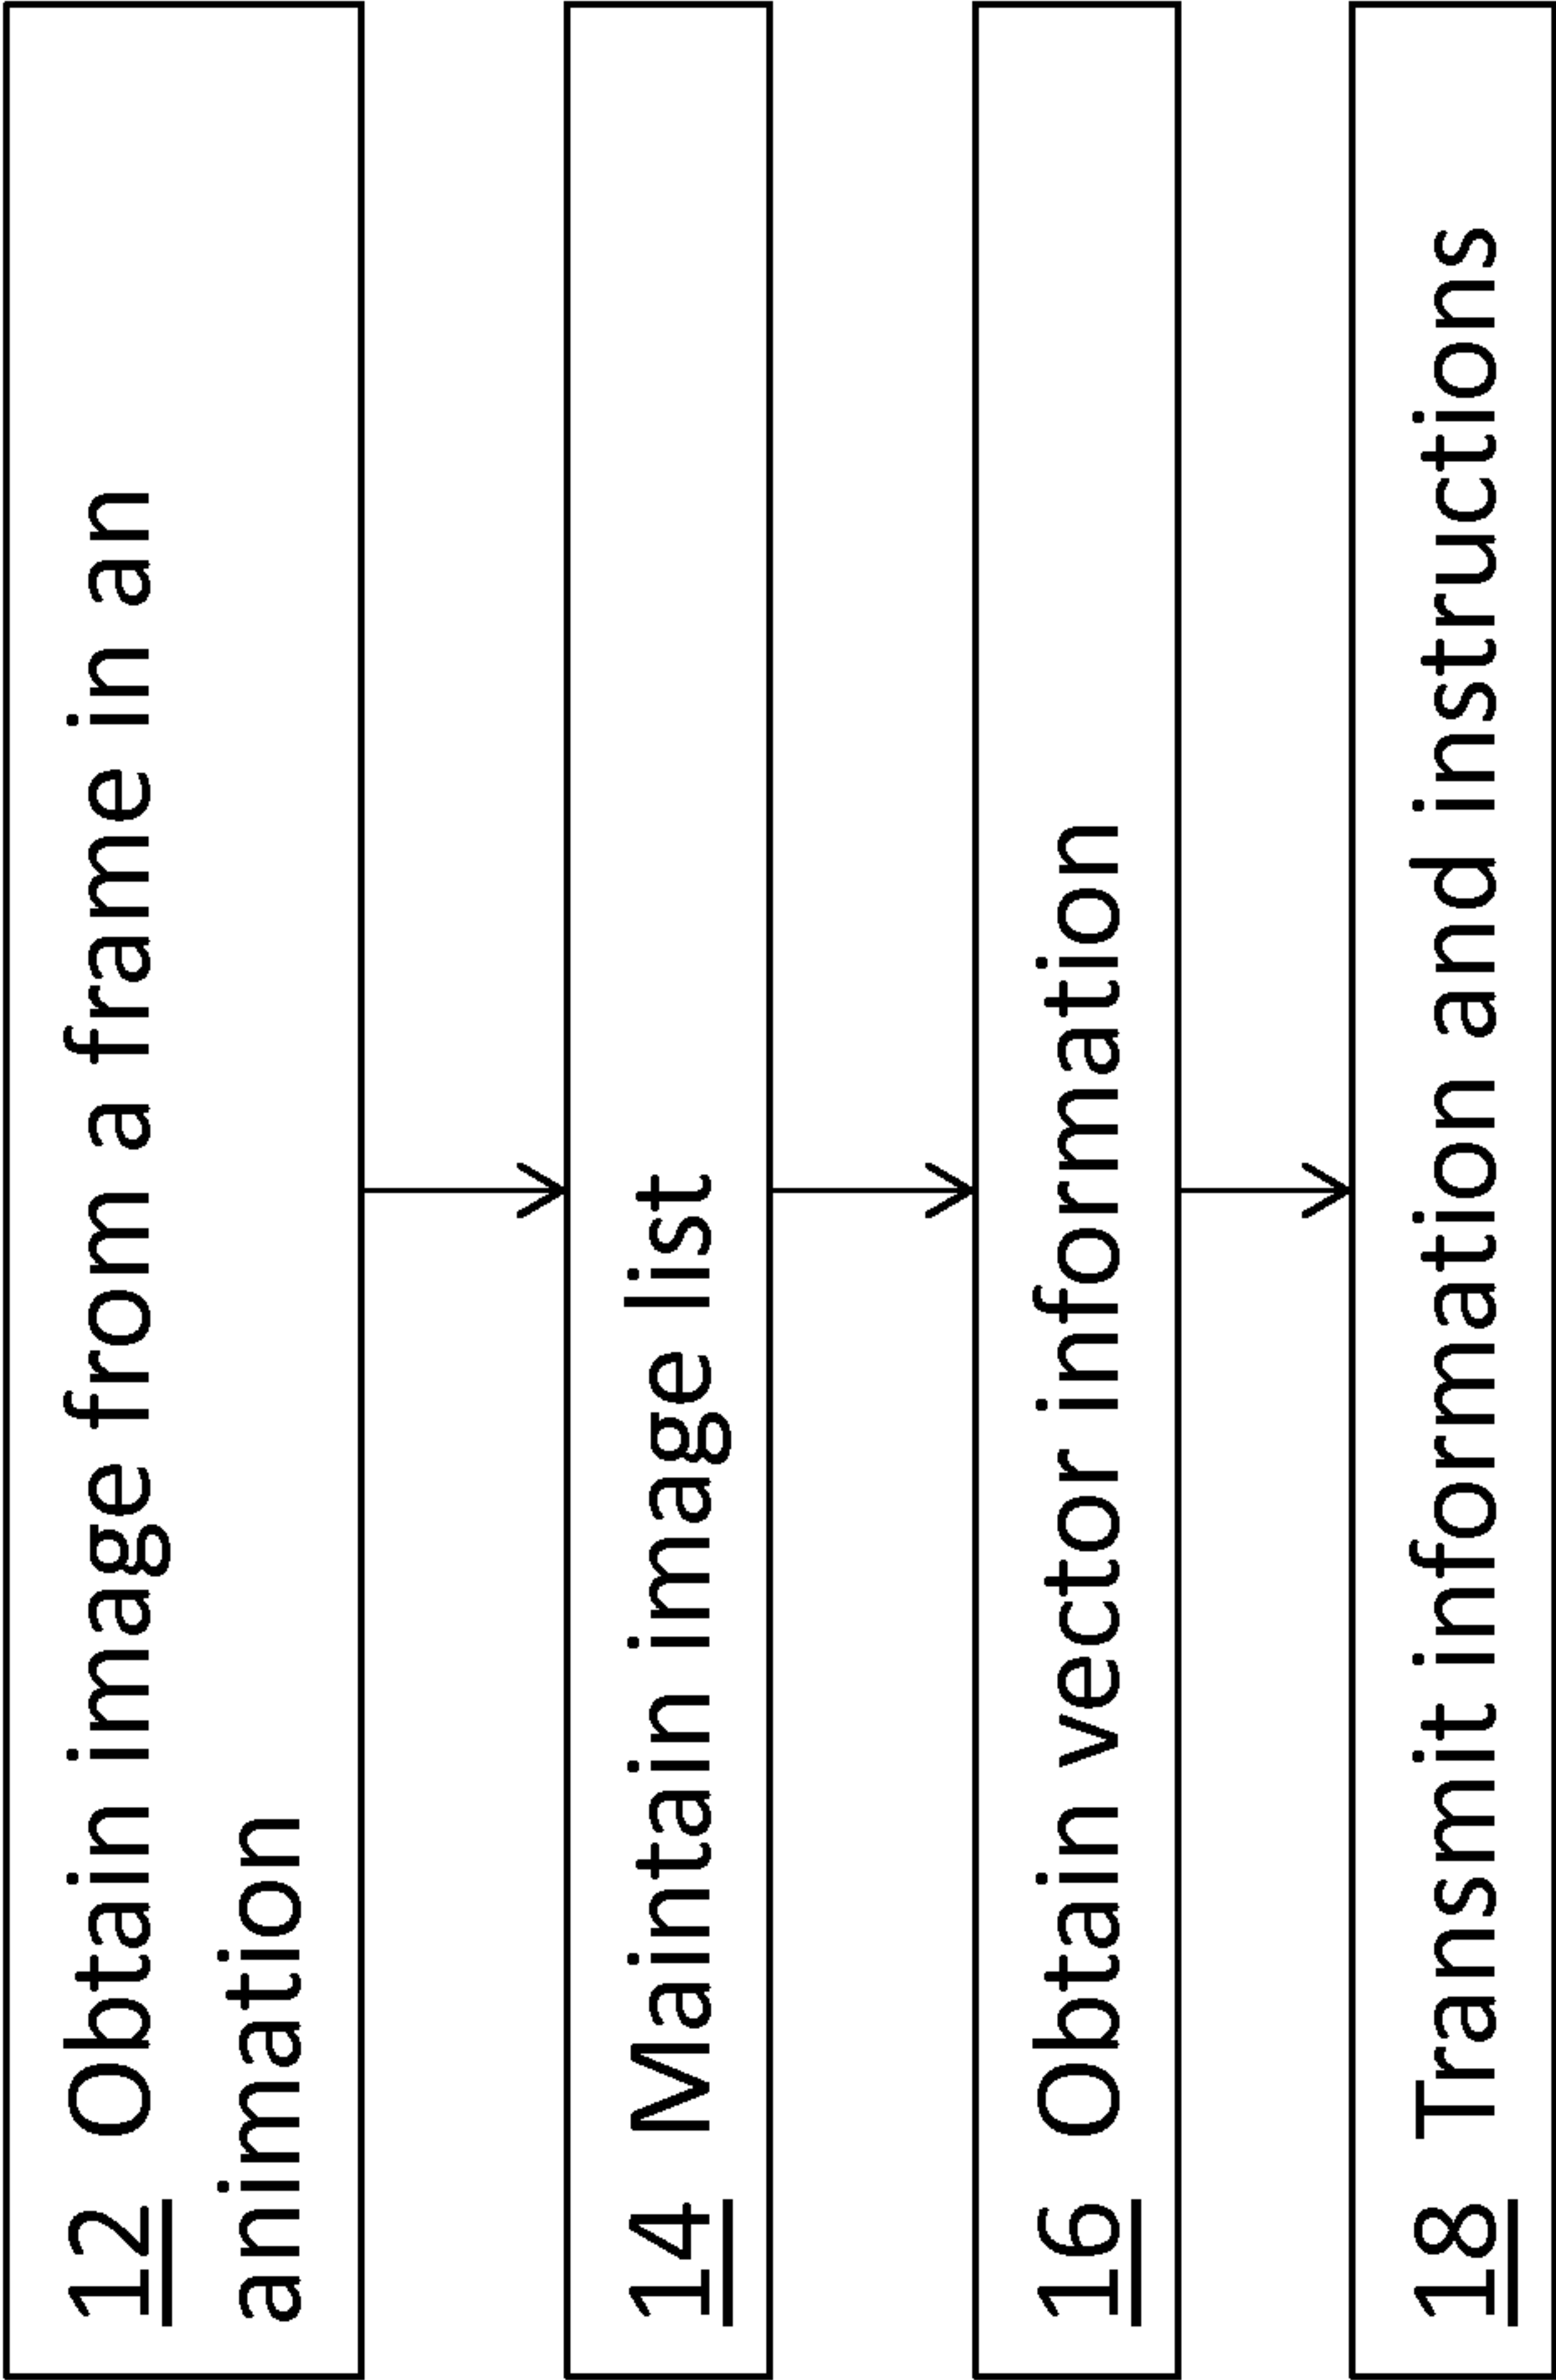 12 Obtain image from a frame in an
animation
14 Maintain image list
16 Obtain vector information
18 Transmit information and instructions